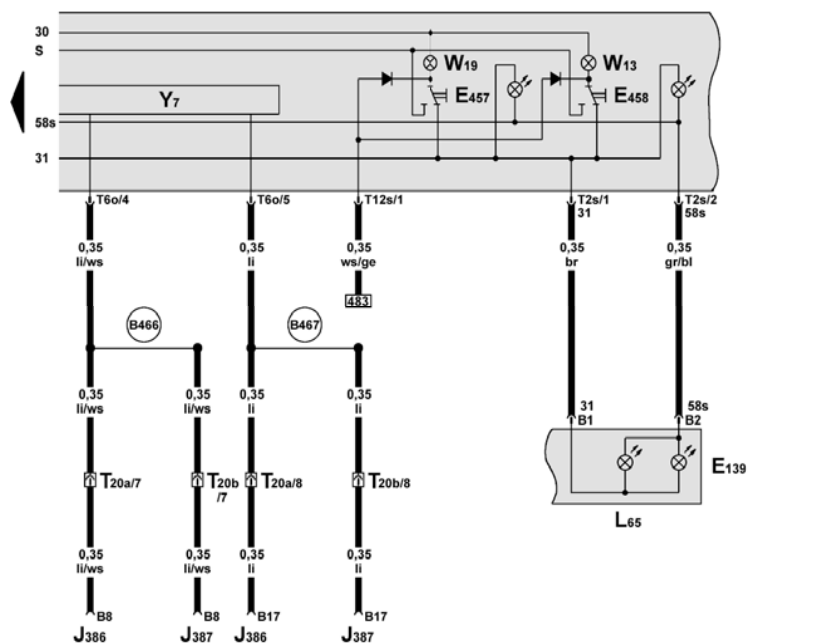 30
S
W19 W13
E457 E458
Y7
58s
31
T6o/4 T6o/5 T12s/1 T2s/1 T2s/2
31 58s
0,35 0,35 0,35 0,35 0,35
li/ws li ws/ge br gr/bl
483
B466 B467
0,35 0,35 0,35 0,35
li/ws li/ws li li
31 58s
B1 B2
E139
T20a/7 T20b/7 T20a/8 T20b/8
L65
0,35 0,35 0,35 0,35
li/ws li/ws li li
B8 B8 B17 B17
J386 J387 J386 J387